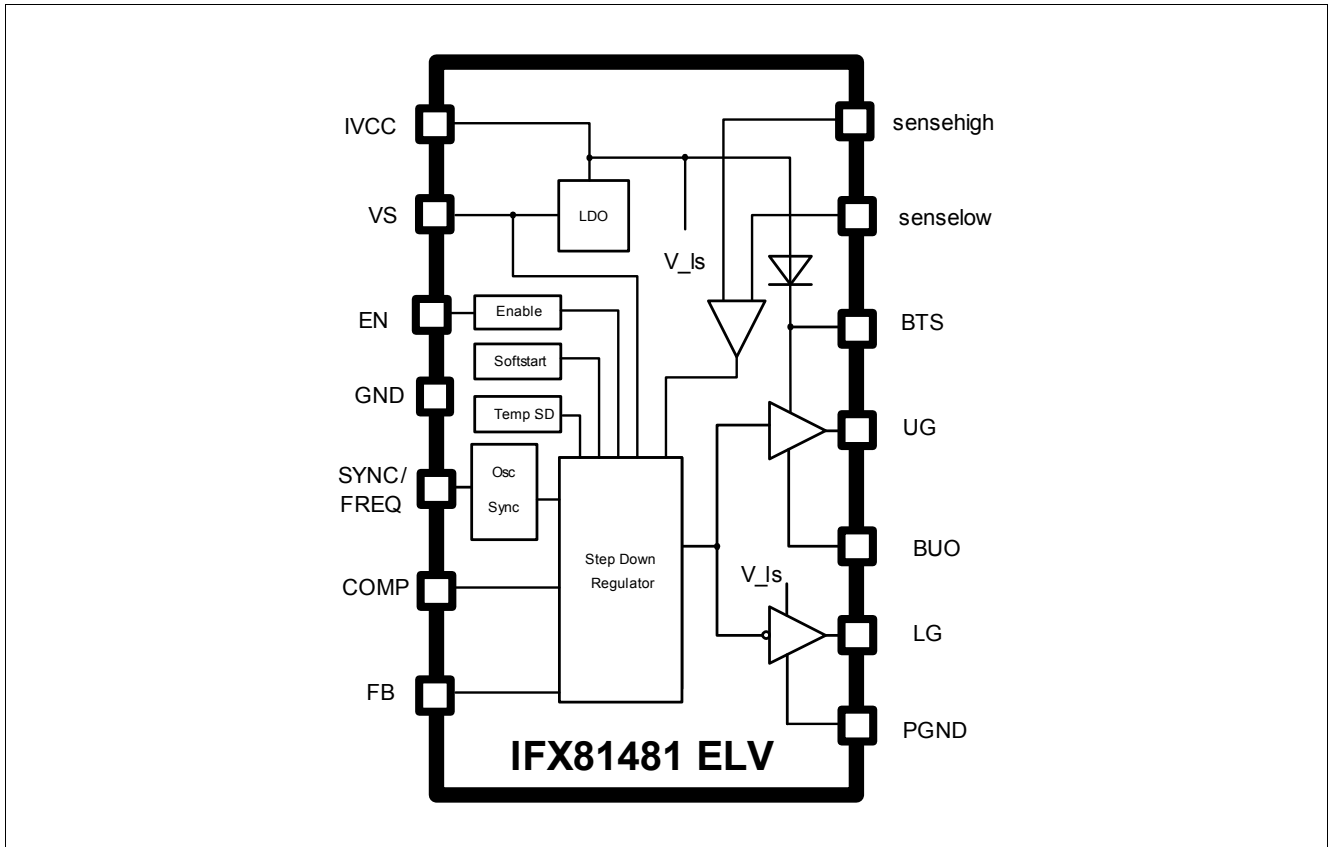 IVCC
sensehigh
LDO
VS
senselow
V_ls
EN
Enable
BTS
Softstart
GND
Temp SD
UG
SYNC/
FREQ
Osc
Sync
Step Down
Regulator
BUO
COMP
V_ls
LG
FB
PGND
IFX81481 ELV